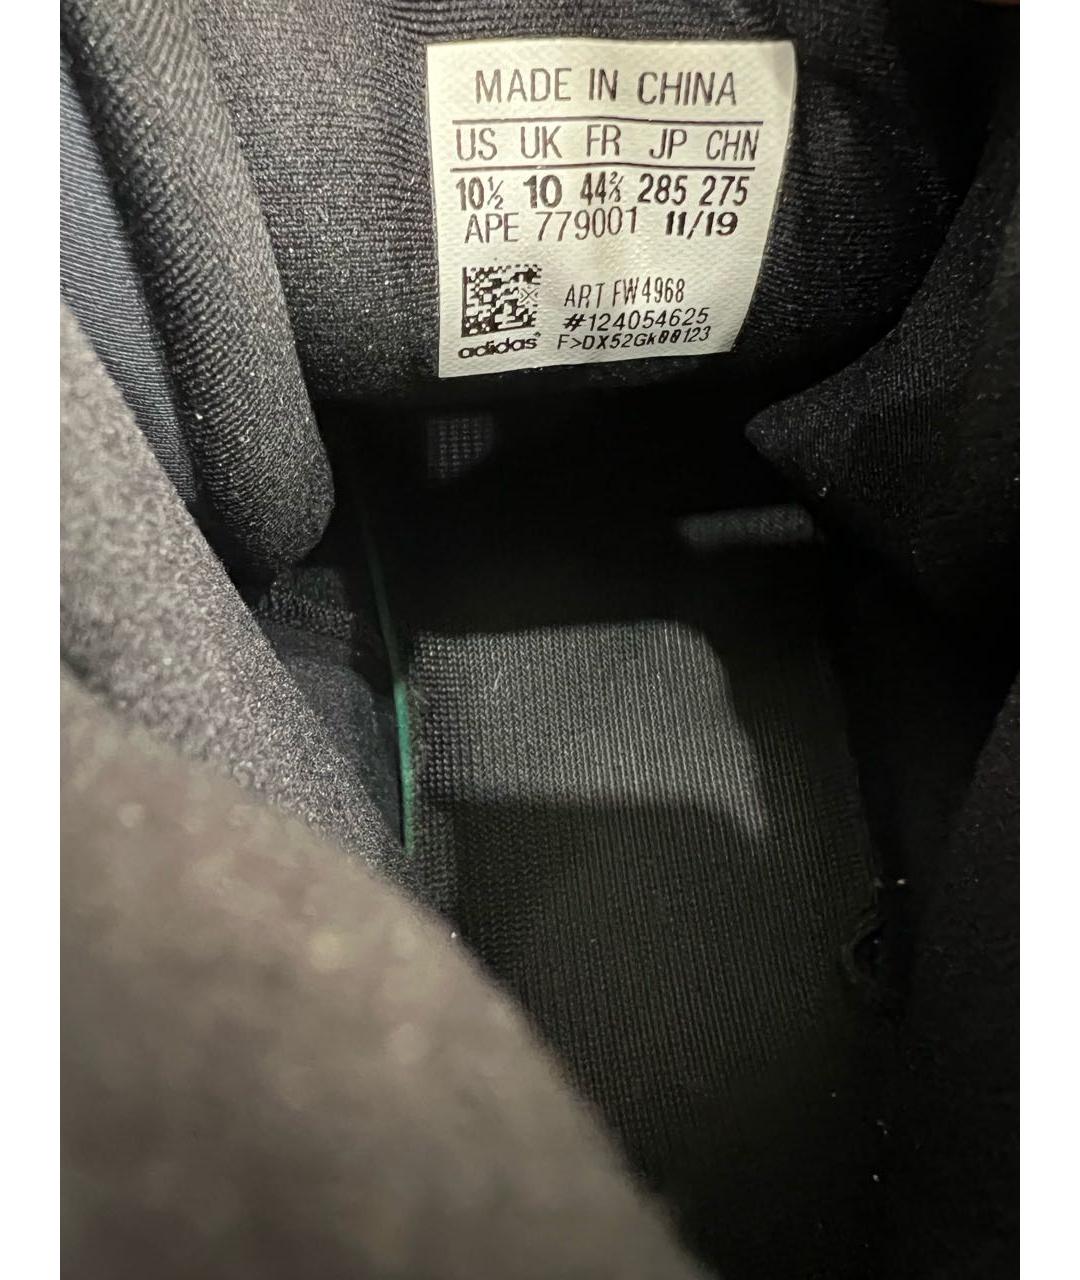 MADE IN CHINA
US UK FR JP CHN
10½ 10 44⅔ 285 275
APE 779001 11/19
ART FW4968
#124054625
adidas® F>DX52Gk00123